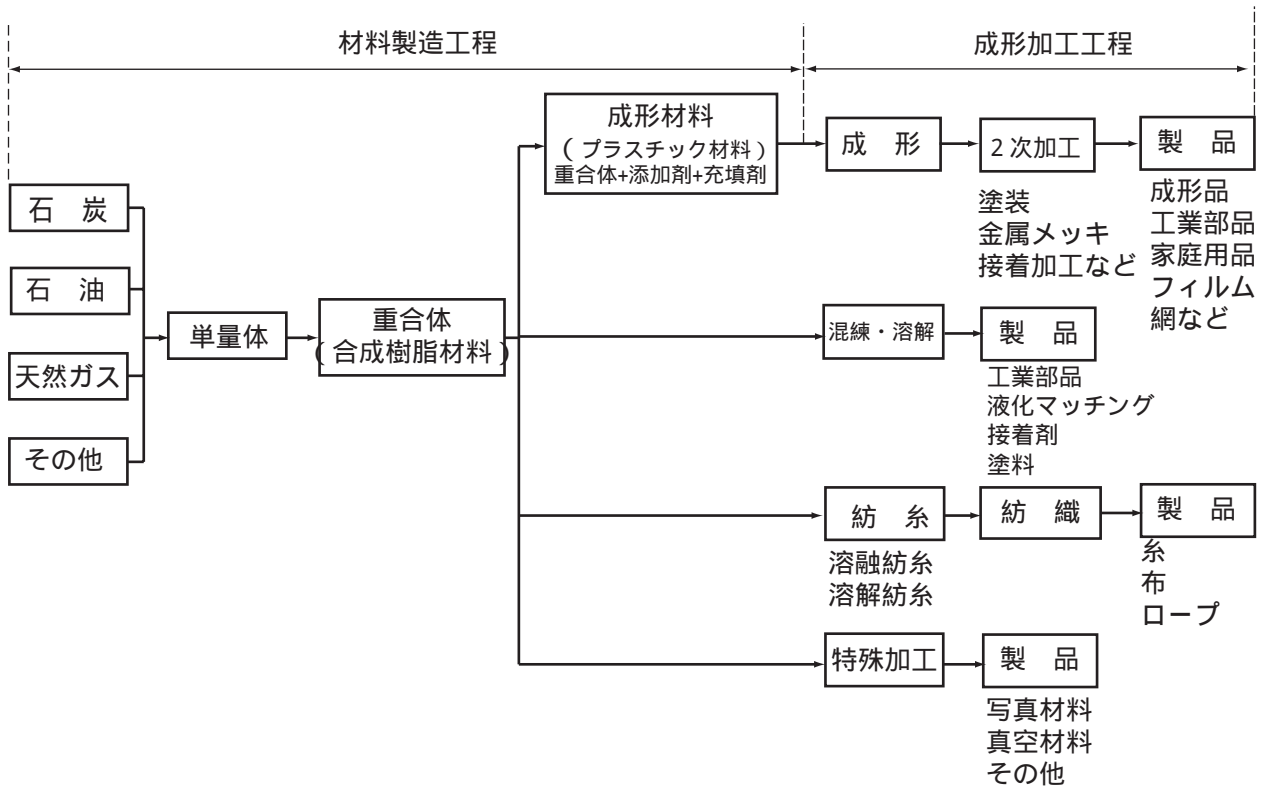 材料製造工程
成形加工工程
成形材料
(プラスチック材料)
重合体+添加剤+充填剤
成　形
2次加工
製　品
塗装
金属メッキ
接着加工など
成形品
工業部品
家庭用品
フィルム
網など
石　炭
石　油
天然ガス
その他
単量体
重合体
(合成樹脂材料)
混練・溶解
製　品
工業部品
液化マッチング
接着剤
塗料
紡　糸
紡　織
製　品
溶融紡糸
溶解紡糸
糸
布
ロープ
特殊加工
製　品
写真材料
真空材料
その他